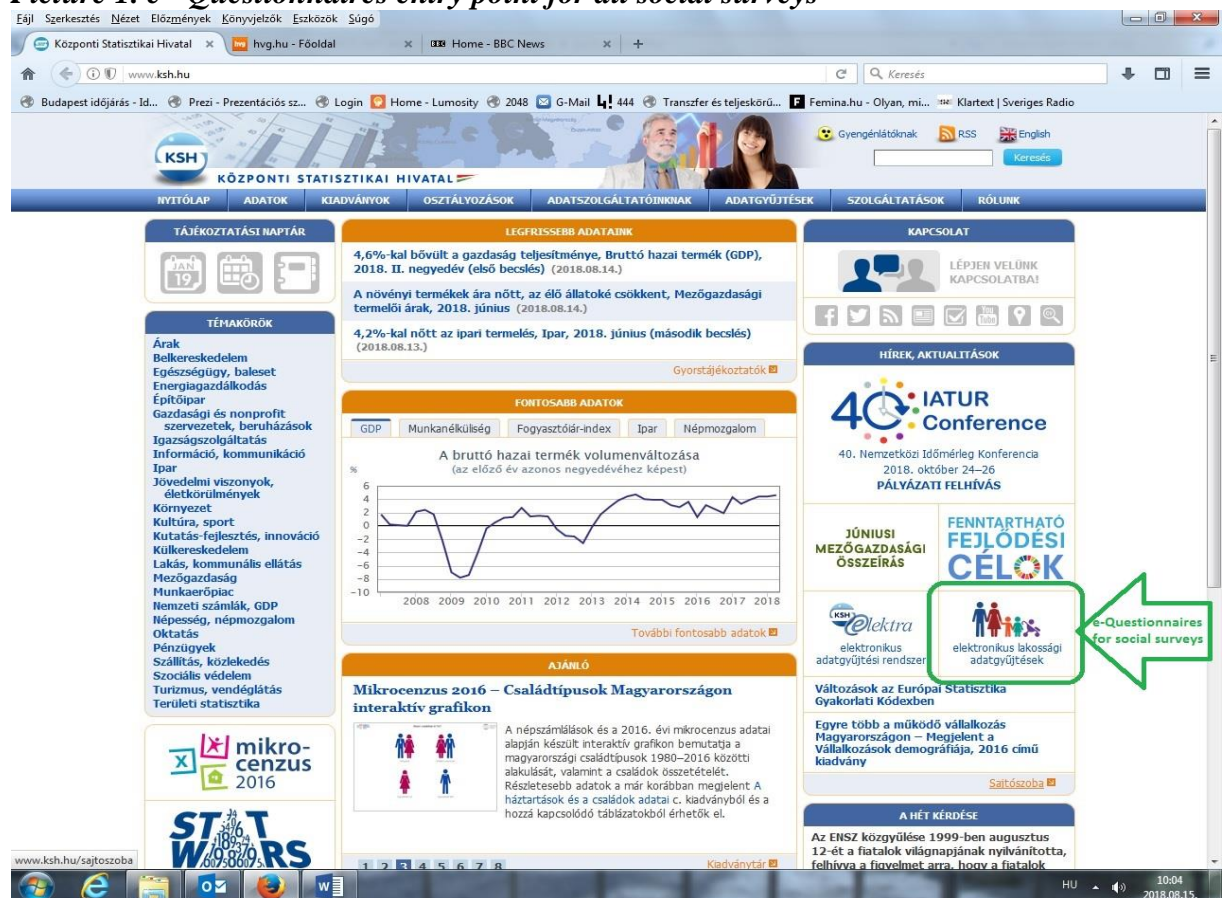 Picture 1: e - Questionnaires entry point for all social surveys
Fájl Szerkesztés Nézet Előzmények Könyvjelzők Eszközök Súgó
Központi Statisztikai Hivatal × hvg.hu - Főoldal × Home - BBC News × +
www.ksh.hu
Keresés
Budapest időjárás - Id... Prezi - Prezentációs sz... Login Home - Lumosity 2048 G-Mail 444 Transzfer és teljeskörű... Femina.hu - Olyan, mi... Klartext | Sveriges Radio
KSH
KÖZPONTI STATISZTIKAI HIVATAL
Gyengénlátóknak RSS English
Keresés
NYITÓLAP ADATOK KIADVÁNYOK OSZTÁLYOZÁSOK ADATSZOLGÁLTATÓINKNAK ADATGYŰJTÉSEK SZOLGÁLTATÁSOK RÓLUNK
TÁJÉKOZTATÁSI NAPTÁR
JAN
19
TÉMAKÖRÖK
Árak
Belkereskedelem
Egészségügy, baleset
Energiagazdálkodás
Építőipar
Gazdasági és nonprofit
szervezetek, beruházások
Igazságszolgáltatás
Információ, kommunikáció
Ipar
Jövedelmi viszonyok,
életkörülmények
Környezet
Kultúra, sport
Kutatás-fejlesztés, innováció
Külkereskedelem
Lakás, kommunális ellátás
Mezőgazdaság
Munkaerőpiac
Nemzeti számlák, GDP
Népesség, népmozgalom
Oktatás
Pénzügyek
Szállítás, közlekedés
Szociális védelem
Turizmus, vendéglátás
Területi statisztika
mikro-
cenzus
2016
LEGFRISSEBB ADATAINK
4,6%-kal bővült a gazdaság teljesítménye, Bruttó hazai termék (GDP),
2018. II. negyedév (első becslés) (2018.08.14.)
A növényi termékek ára nőtt, az élő állatoké csökkent, Mezőgazdasági
termelői árak, 2018. június (2018.08.14.)
4,2%-kal nőtt az ipari termelés, Ipar, 2018. június (második becslés)
(2018.08.13.)
Gyorstájékoztatók
FONTOSABB ADATOK
GDP Munkanélküliség Fogyasztóiár-index Ipar Népmozgalom
A bruttó hazai termék volumenváltozása
% (az előző év azonos negyedévéhez képest)
6
4
2
0
−2
−4
−6
−8
−10
2008 2009 2010 2011 2012 2013 2014 2015 2016 2017 2018
További fontosabb adatok
AJÁNLÓ
Mikrocenzus 2016 – Családtípusok Magyarországon
interaktív grafikon
A népszámlálások és a 2016. évi mikrocenzus adatai
alapján készült interaktív grafikon bemutatja a
magyarországi családtípusok 1980–2016 közötti
alakulását, valamint a családok összetételét.
Részletesebb adatok a már korábban megjelent A
háztartások és a családok adatai c. kiadványból és a
hozzá kapcsolódó táblázatokból érhetők el.
1 2 3 4 5 6 7 8
Kiadványtár
KAPCSOLAT
LÉPJEN VELÜNK
KAPCSOLATBA!
You
Tube
HÍREK, AKTUALITÁSOK
40 IATUR
Conference
40. Nemzetközi Időmérleg Konferencia
2018. október 24–26
PÁLYÁZATI FELHÍVÁS
JÚNIUSI
MEZŐGAZDASÁGI
ÖSSZEÍRÁS
FENNTARTHATÓ
FEJLŐDÉSI
CÉLOK
KSH
elektra
elektronikus
adatgyűjtési rendszer
elektronikus lakossági
adatgyűjtések
e-Questionnaires
for social surveys
Változások az Európai Statisztika
Gyakorlati Kódexben
Egyre több a működő vállalkozás
Magyarországon – Megjelent a
Vállalkozások demográfiája, 2016 című
kiadvány
Sajtószoba
A HÉT KÉRDÉSE
Az ENSZ közgyűlése 1999-ben augusztus
12-ét a fiatalok világnapjának nyilvánította,
felhívva a figyelmet arra, hogy a fiatalok
www.ksh.hu/sajtoszoba
HU
10:04
2018.08.15.